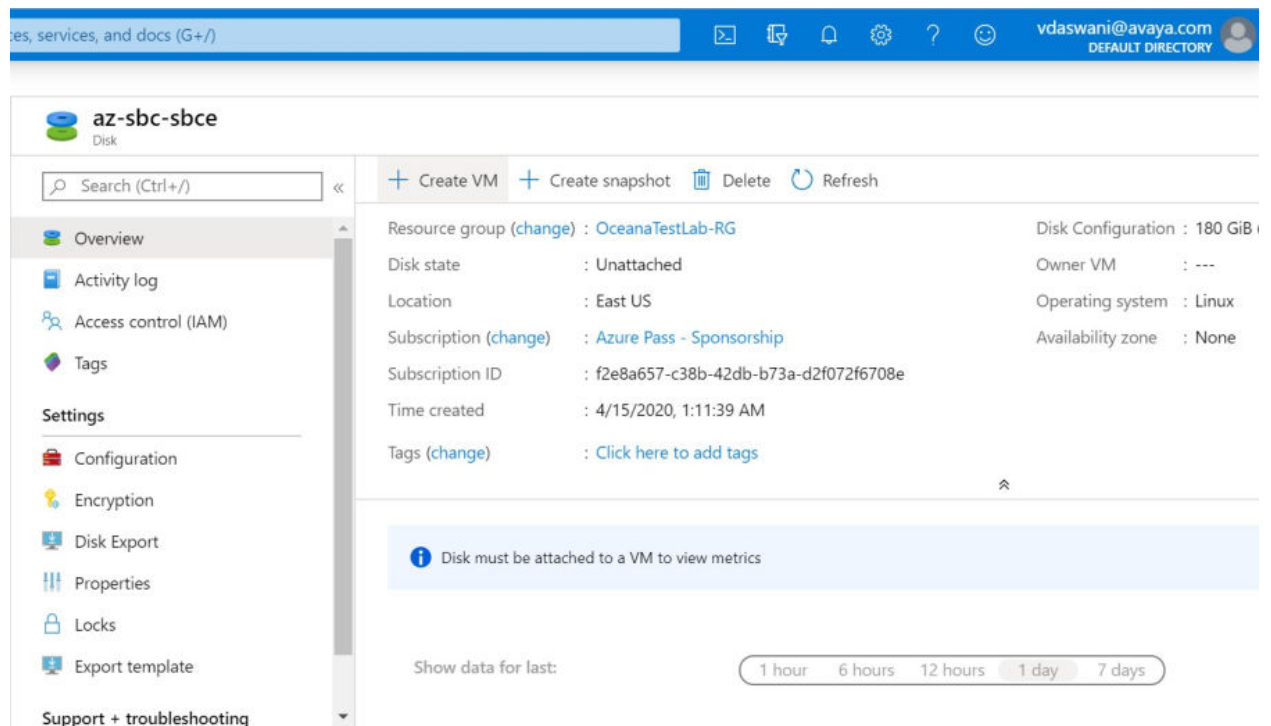 ces, services, and docs (G+/)
vdaswani@avaya.com
DEFAULT DIRECTORY
az-sbc-sbce
Disk
Search (Ctrl+/)
«
Overview
Activity log
Access control (IAM)
Tags
Settings
Configuration
Encryption
Disk Export
Properties
Locks
Export template
Support + troubleshooting
+ Create VM + Create snapshot Delete Refresh
Resource group (change) : OceanaTestLab-RG
Disk state : Unattached
Location : East US
Subscription (change) : Azure Pass - Sponsorship
Subscription ID : f2e8a657-c38b-42db-b73a-d2f072f6708e
Time created : 4/15/2020, 1:11:39 AM
Tags (change) : Click here to add tags
Disk Configuration : 180 GiB (
Owner VM : ---
Operating system : Linux
Availability zone : None
Disk must be attached to a VM to view metrics
Show data for last: 1 hour 6 hours 12 hours 1 day 7 days